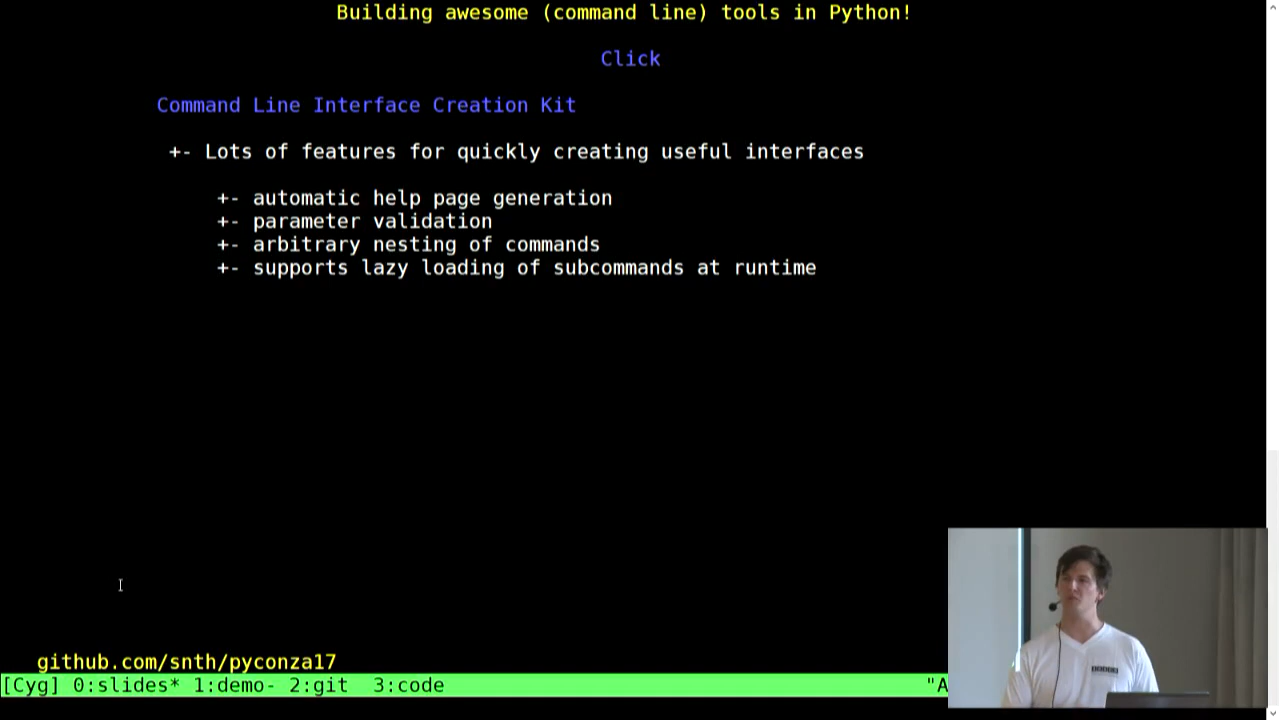 Building awesome (command line) tools in Python!
Click
Command Line Interface Creation Kit
+- Lots of features for quickly creating useful interfaces
+- automatic help page generation
+- parameter validation
+- arbitrary nesting of commands
+- supports lazy loading of subcommands at runtime
github.com/snth/pyconza17
[Cyg] 0:slides* 1:demo- 2:git 3:code "A